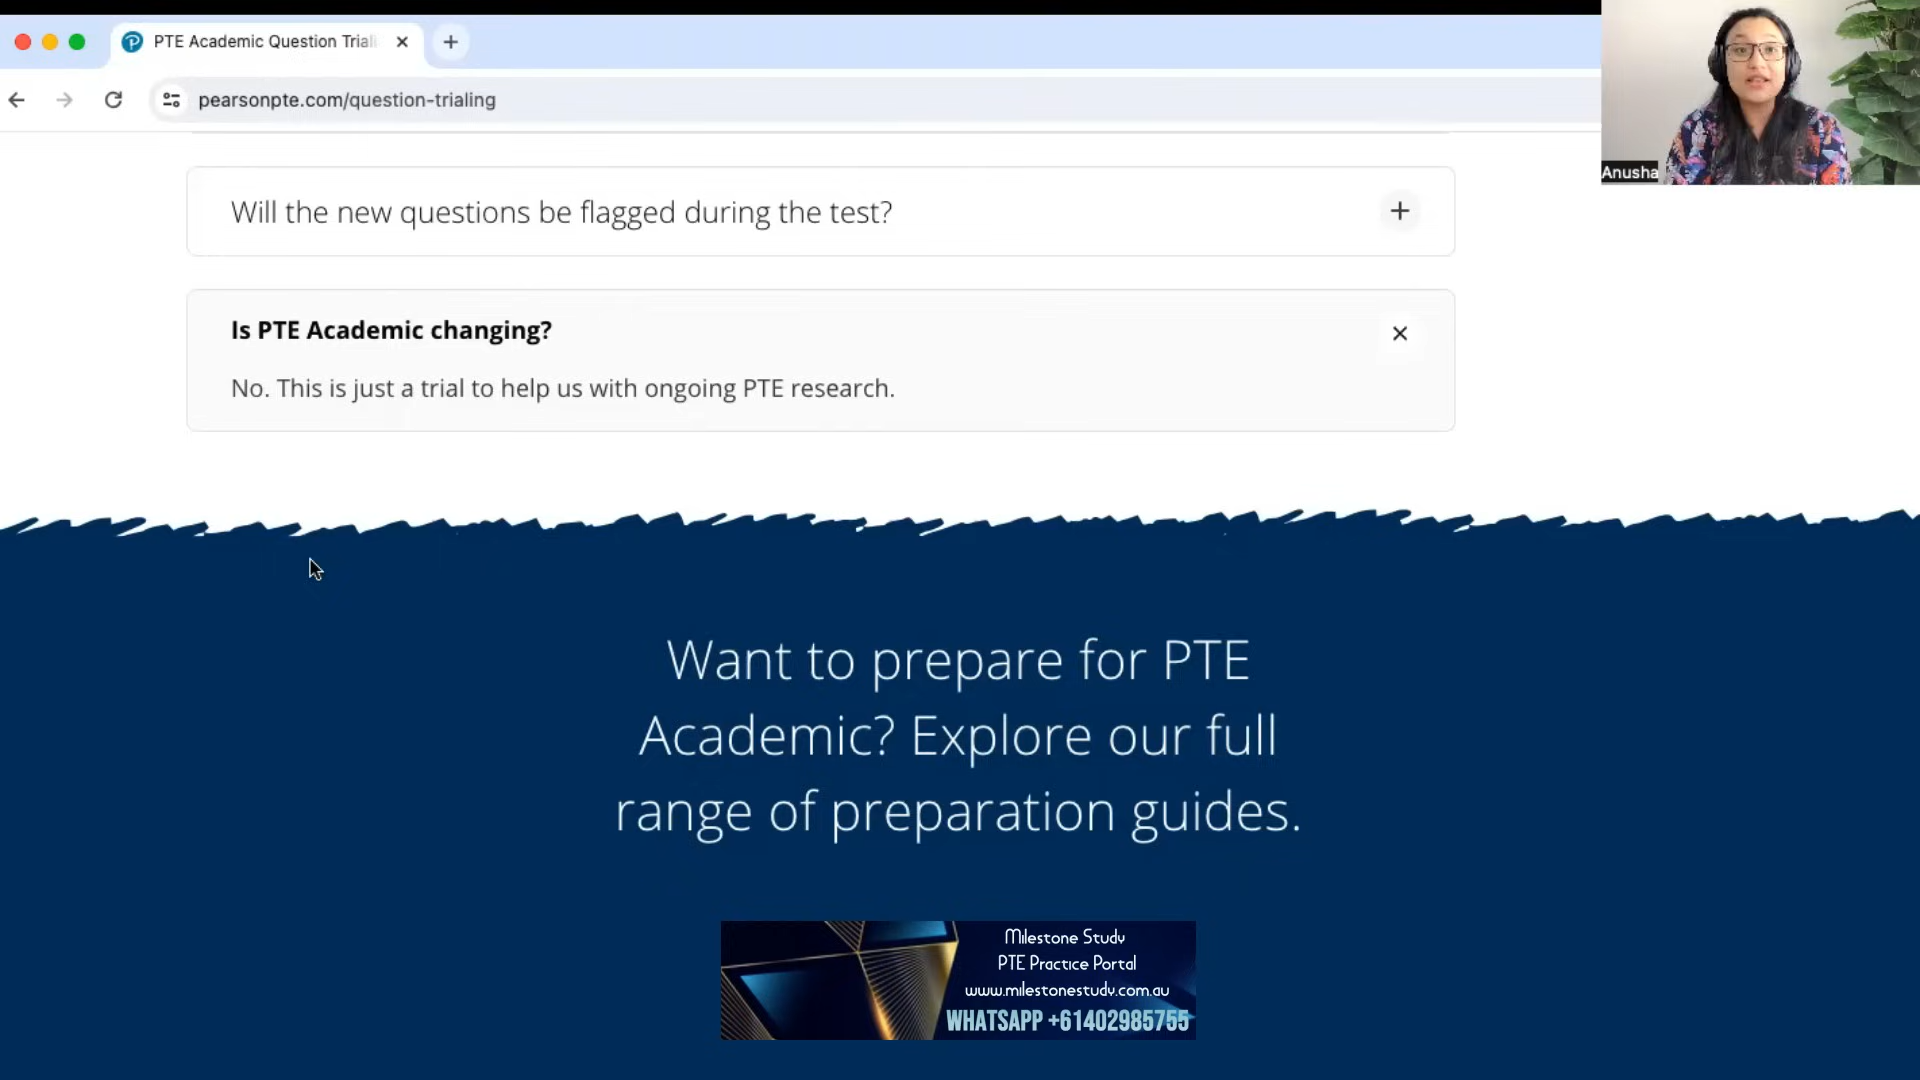 PTE Academic Question Trial
pearsonpte.com/question-trialing
Anusha
Will the new questions be flagged during the test?
Is PTE Academic changing?
No. This is just a trial to help us with ongoing PTE research.
Want to prepare for PTE
Academic? Explore our full
range of preparation guides.
Milestone Study
PTE Practice Portal
www.milestonestudy.com.au
WHATSAPP +61402985755